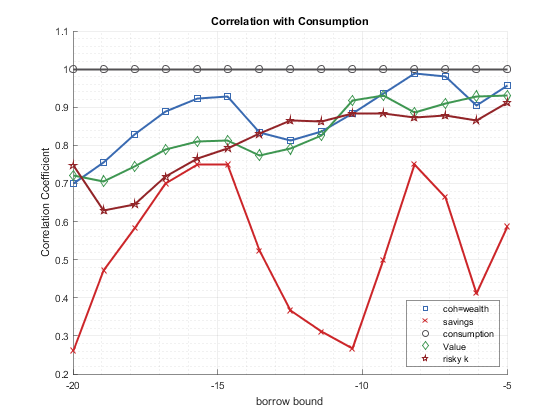 Correlation with Consumption
1.1
1
0.9
0.8
0.7
0.6
0.5
0.4
0.3
0.2
Correlation Coefficient
-20
-15
-10
-5
borrow bound
coh=wealth
savings
consumption
Value
risky k